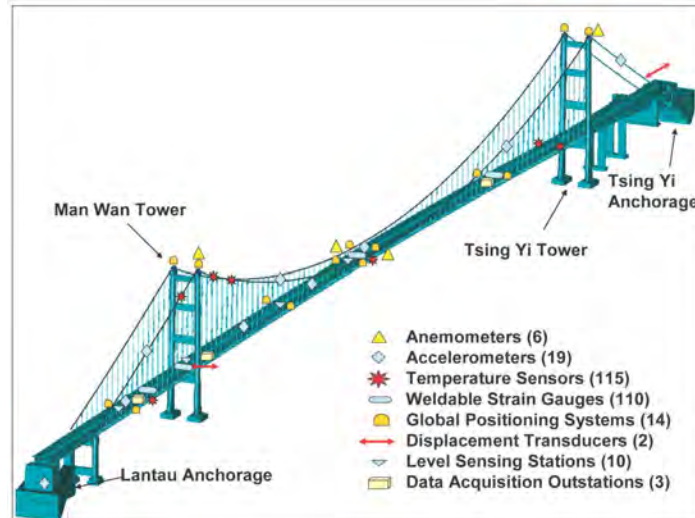 Man Wan Tower
Tsing Yi
Anchorage
Tsing Yi Tower
Anemometers (6)
Accelerometers (19)
Temperature Sensors (115)
Weldable Strain Gauges (110)
Global Positioning Systems (14)
Displacement Transducers (2)
Level Sensing Stations (10)
Data Acquisition Outstations (3)
Lantau Anchorage